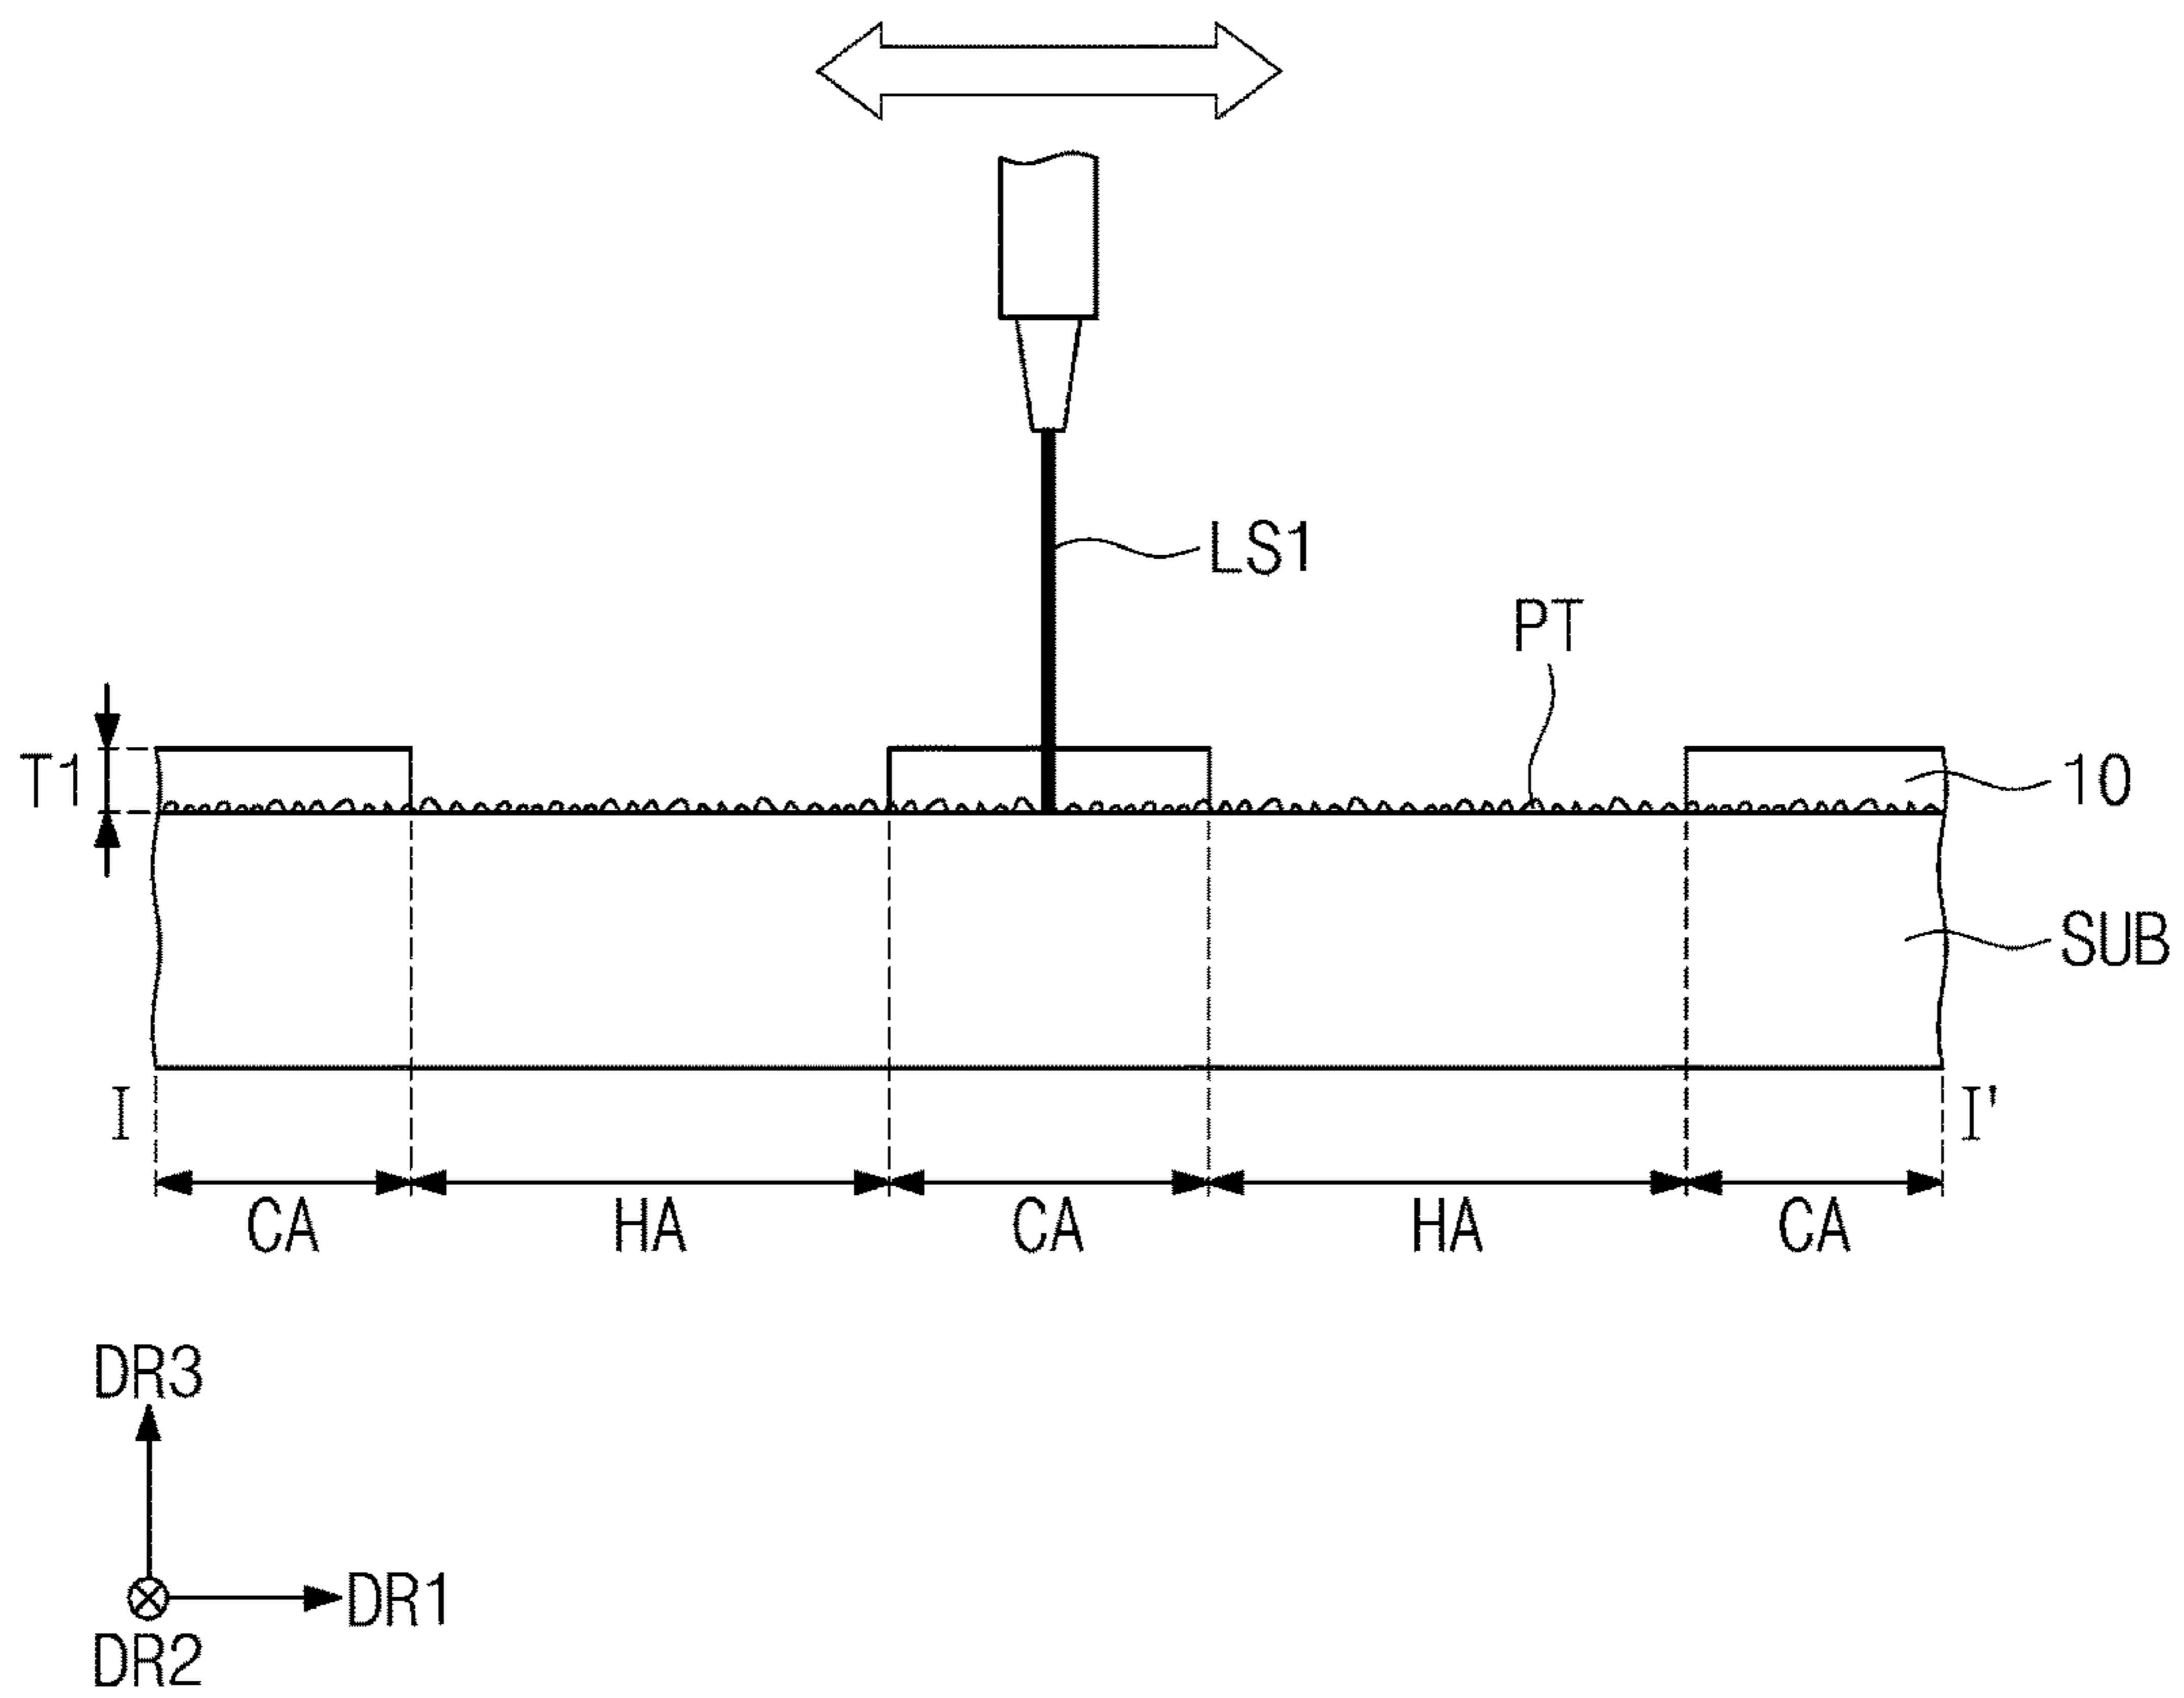 LS1
PT
T1
10
SUB
I I'
CA HA CA HA CA
DR3
DR1
DR2